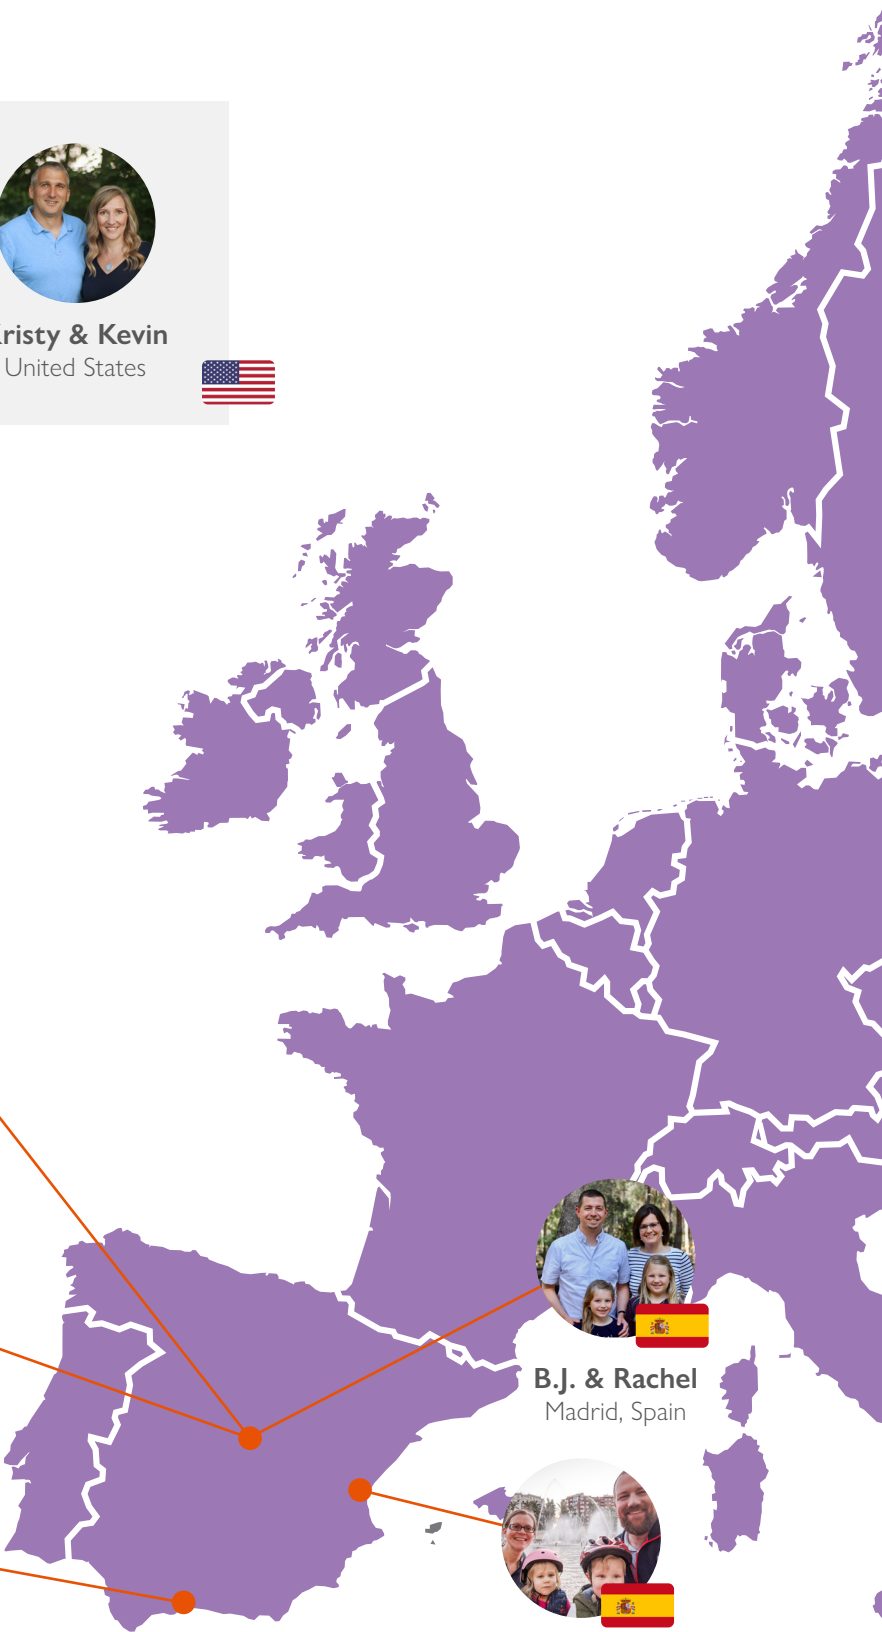 risty & Kevin
United States
B.J. & Rachel
Madrid, Spain